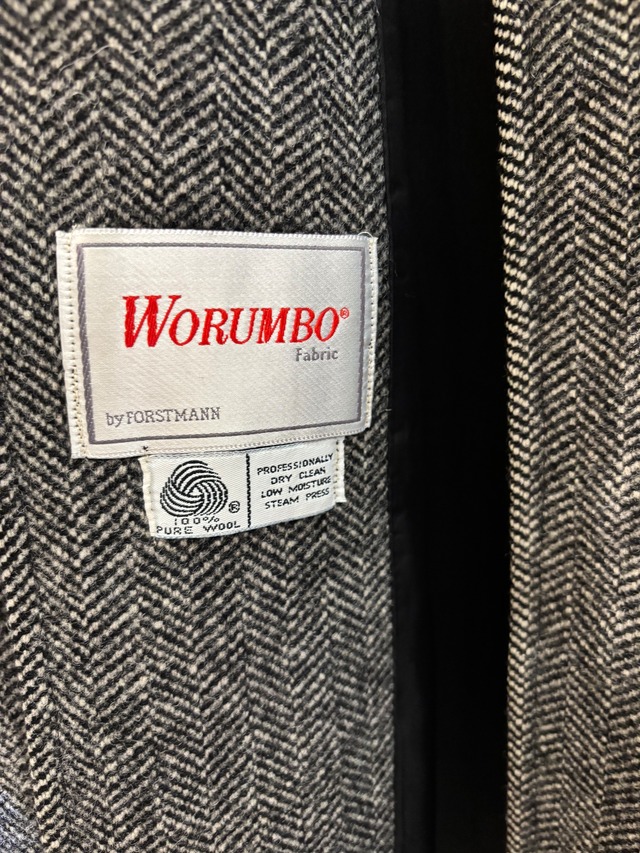 WORUMBO®
Fabric
by FORSTMANN
®
100%
PURE WOOL
PROFESSIONALLY
DRY CLEAN
LOW MOISTURE
STEAM PRESS